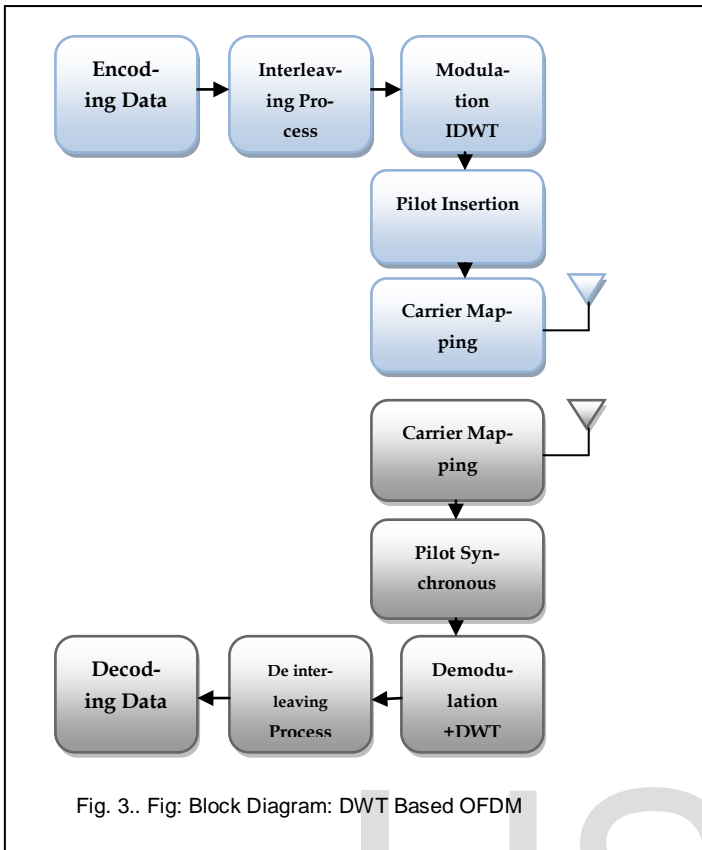 Encod-
ing Data
Interleav-
ing Pro-
cess
Modula-
tion
IDWT
Pilot Insertion
Carrier Map-
ping
Carrier Map-
ping
Pilot Syn-
chronous
Decod-
ing Data
De inter-
leaving
Process
Demodu-
lation
+DWT
Fig. 3.. Fig: Block Diagram: DWT Based OFDM